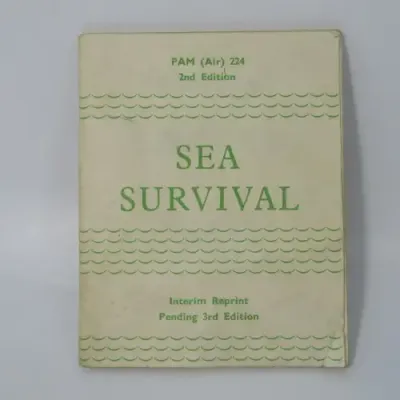 PAM (Air) 224
2nd Edition
SEA
SURVIVAL
Interim Reprint
Pending 3rd Edition